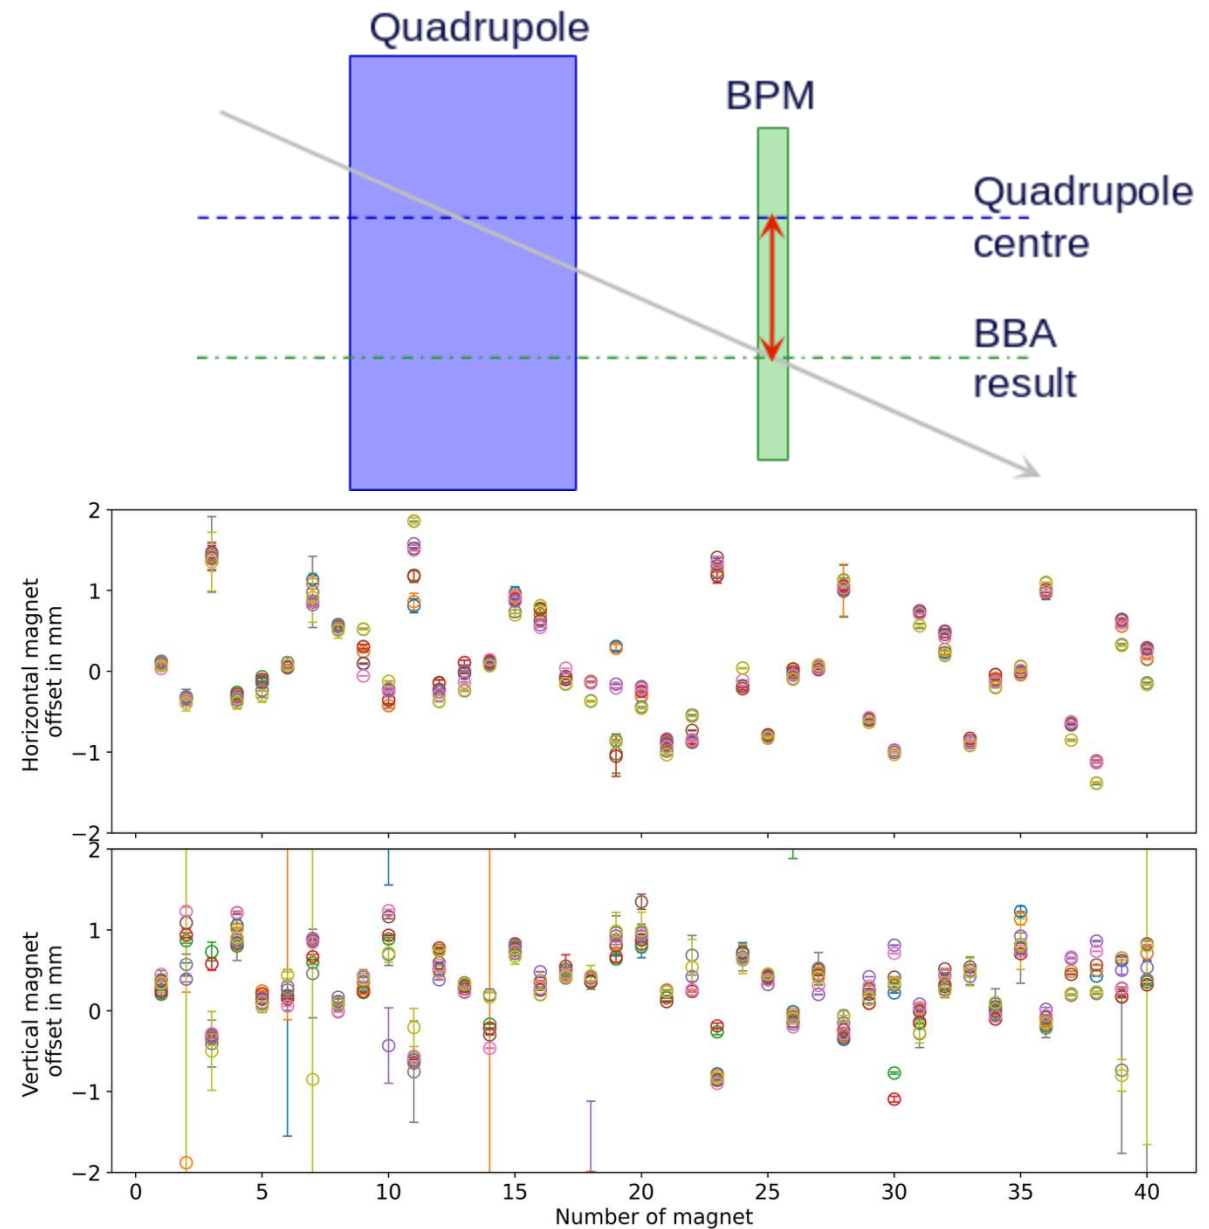 Quadrupole
BPM
Quadrupole
centre
BBA
result
Horizontal magnet
offset in mm
2
1
0
−1
−2
Vertical magnet
offset in mm
2
1
0
−1
−2
0 5 10 15 20 25 30 35 40
Number of magnet